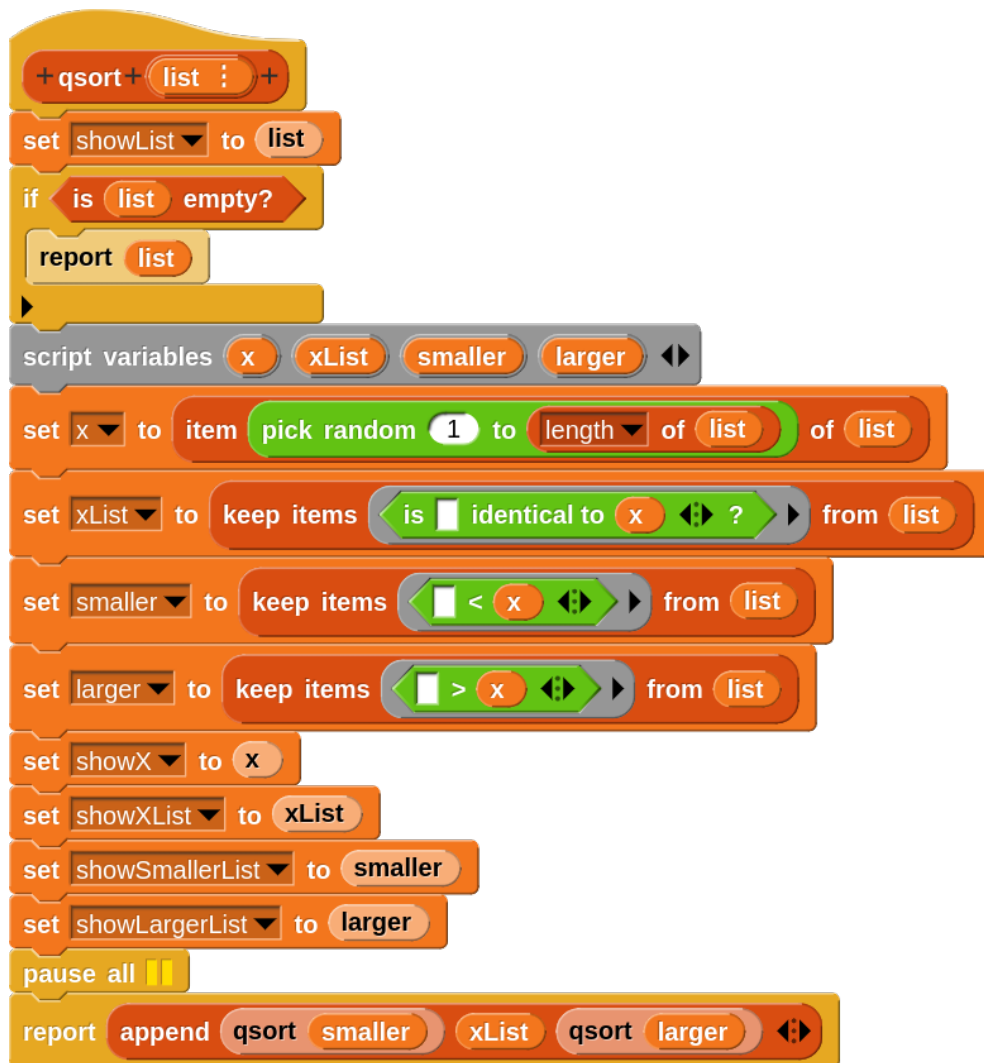 + qsort + list ⋮ +
set showList to list
if is list empty?
report list
script variables x xList smaller larger
set x to item pick random 1 to length of list of list
set xList to keep items is identical to x ? from list
set smaller to keep items < x from list
set larger to keep items > x from list
set showX to x
set showXList to xList
set showSmallerList to smaller
set showLargerList to larger
pause all
report append qsort smaller xList qsort larger